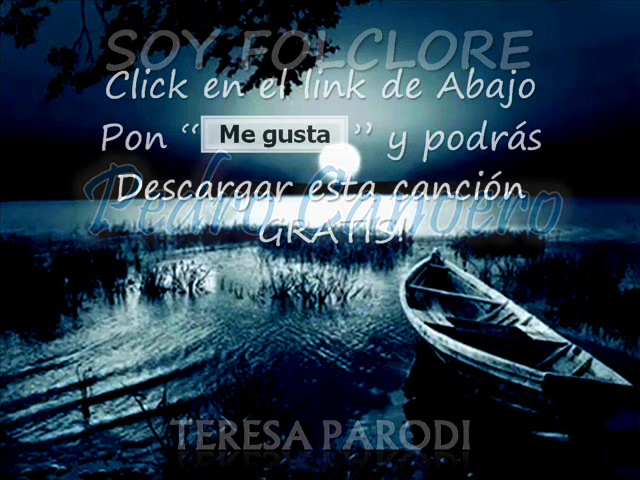 SOY FOLCLORE
Click en el link de Abajo
Pon “Me gusta” y podrás
Descargar esta canción
Pedro Canoero
GRATIS!
TERESA PARODI